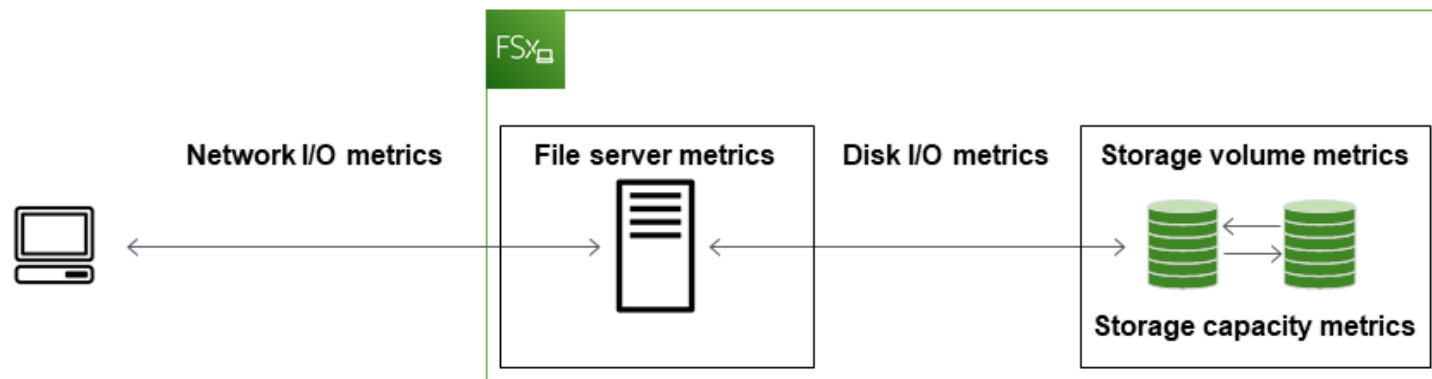 FSx
Network I/O metrics
File server metrics
Disk I/O metrics
Storage volume metrics
Storage capacity metrics